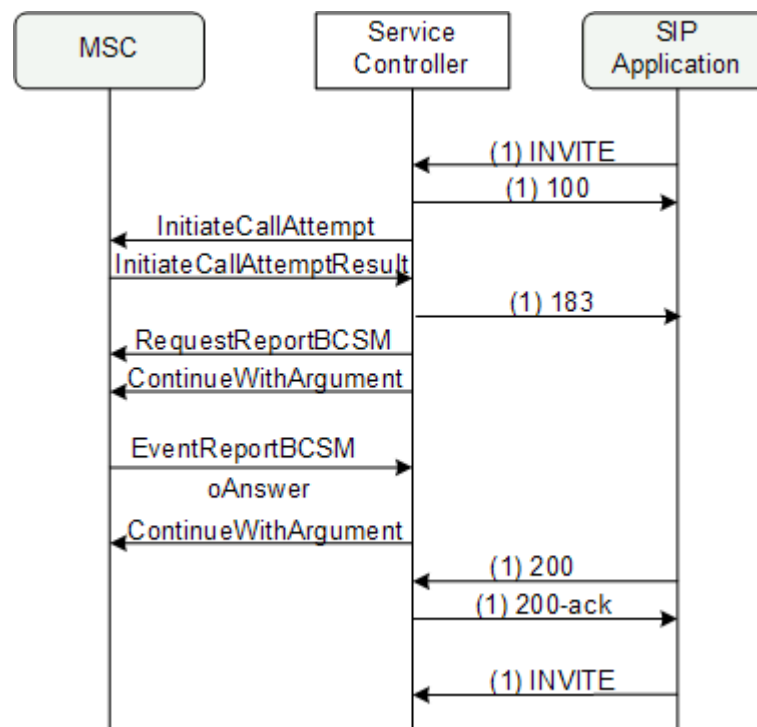 MSC
Service
Controller
SIP
Application
(1) INVITE
(1) 100
InitiateCallAttempt
InitiateCallAttemptResult
(1) 183
RequestReportBCSM
ContinueWithArgument
EventReportBCSM
oAnswer
ContinueWithArgument
(1) 200
(1) 200-ack
(1) INVITE